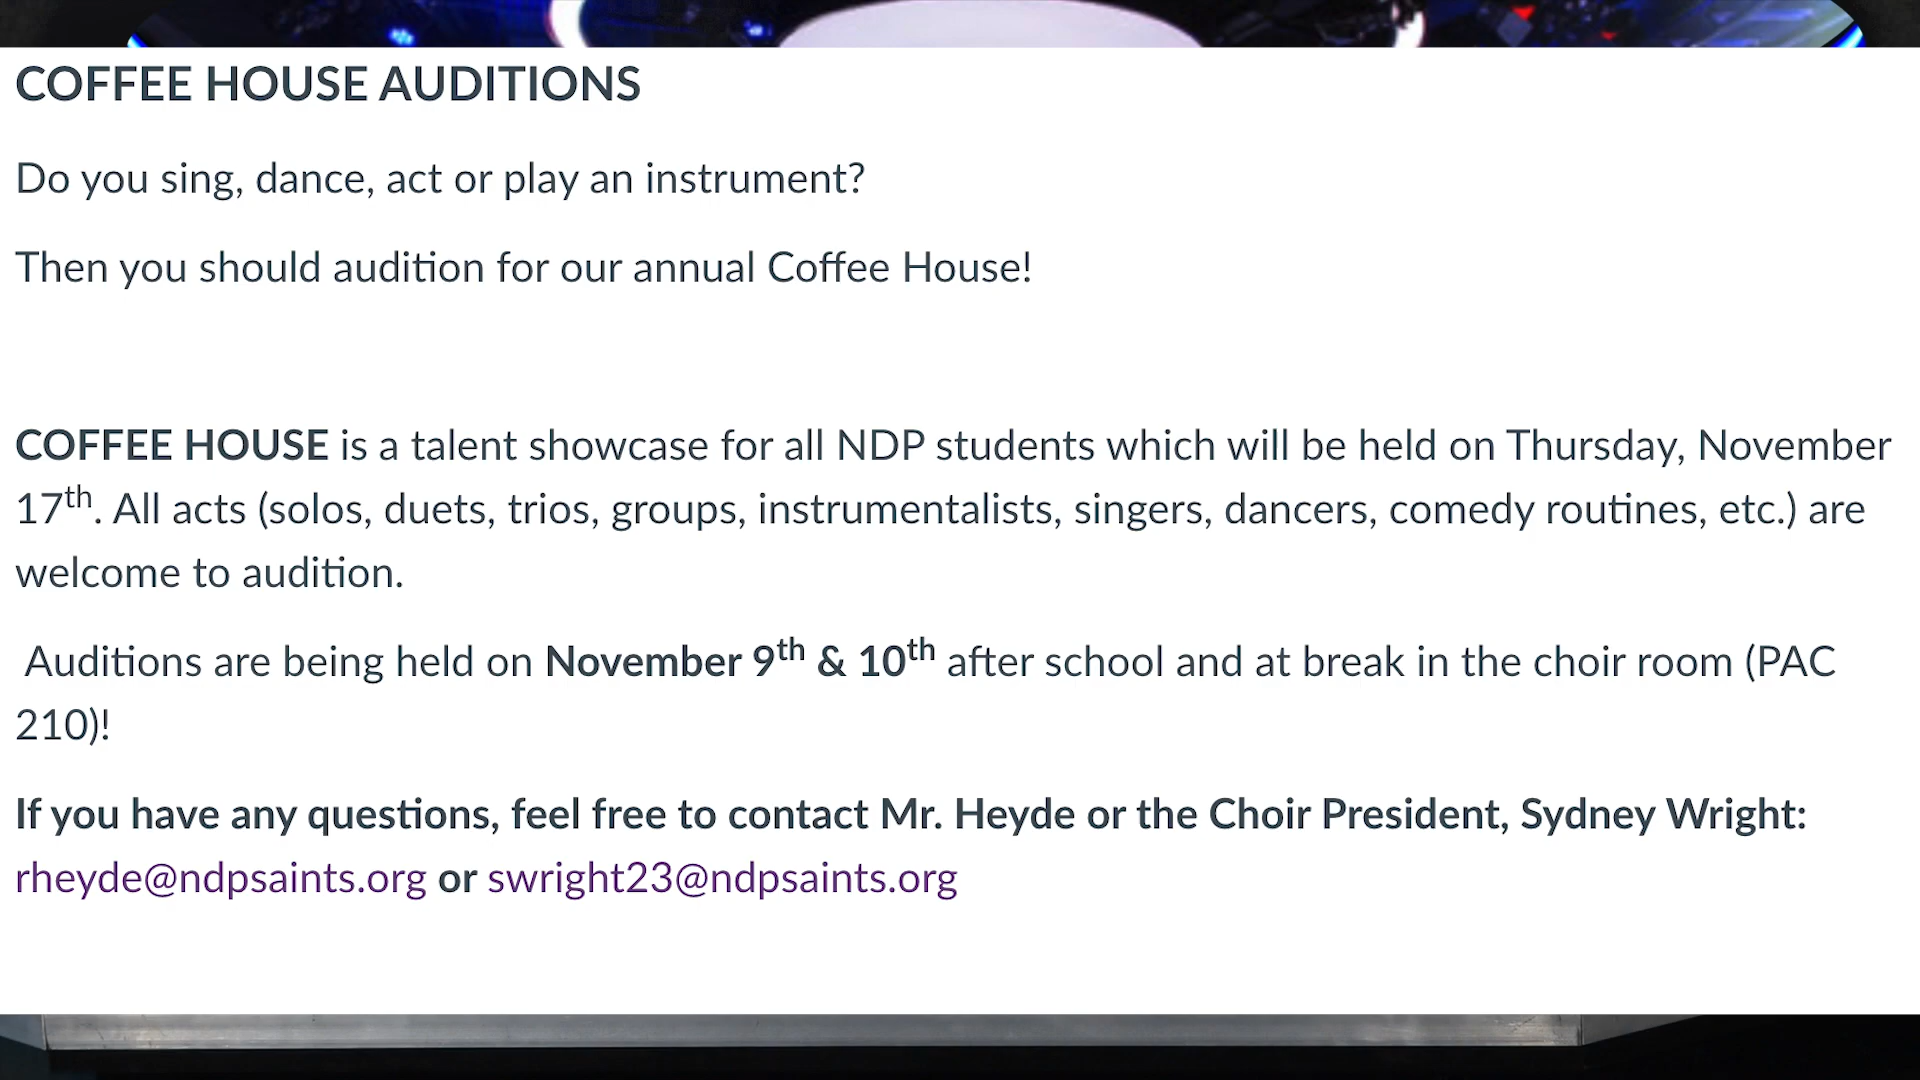 COFFEE HOUSE AUDITIONS
Do you sing, dance, act or play an instrument?
Then you should audition for our annual Coffee House!
COFFEE HOUSE is a talent showcase for all NDP students which will be held on Thursday, November
17th. All acts (solos, duets, trios, groups, instrumentalists, singers, dancers, comedy routines, etc.) are
welcome to audition.
Auditions are being held on November 9th & 10th after school and at break in the choir room (PAC
210)!
If you have any questions, feel free to contact Mr. Heyde or the Choir President, Sydney Wright:
rheyde@ndpsaints.org or swright23@ndpsaints.org